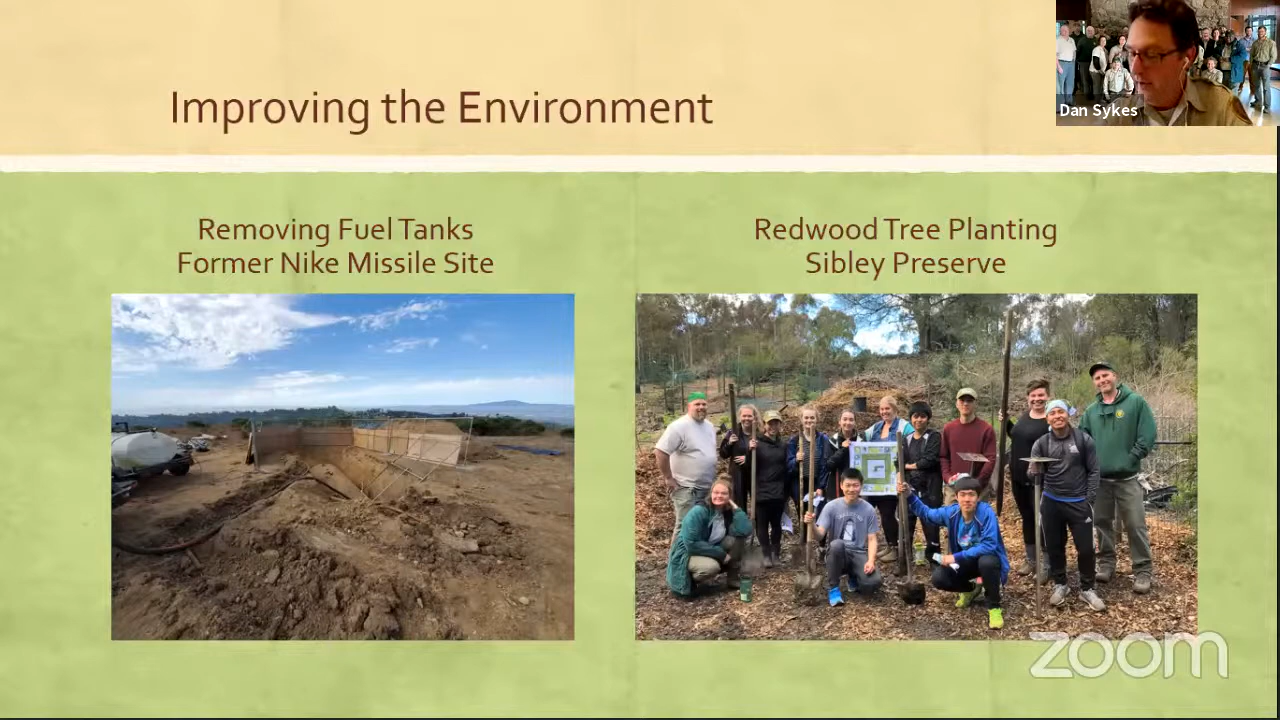 Improving the Environment
Dan Sykes
Removing Fuel Tanks
Former Nike Missile Site
Redwood Tree Planting
Sibley Preserve
G
zoom